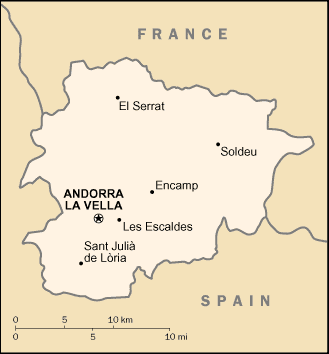 FRANCE
El Serrat
Soldeu
Encamp
ANDORRA
LA VELLA
Les Escaldes
Sant Julià
de Lòria
SPAIN
0 5 10 km
0 5 10 mi